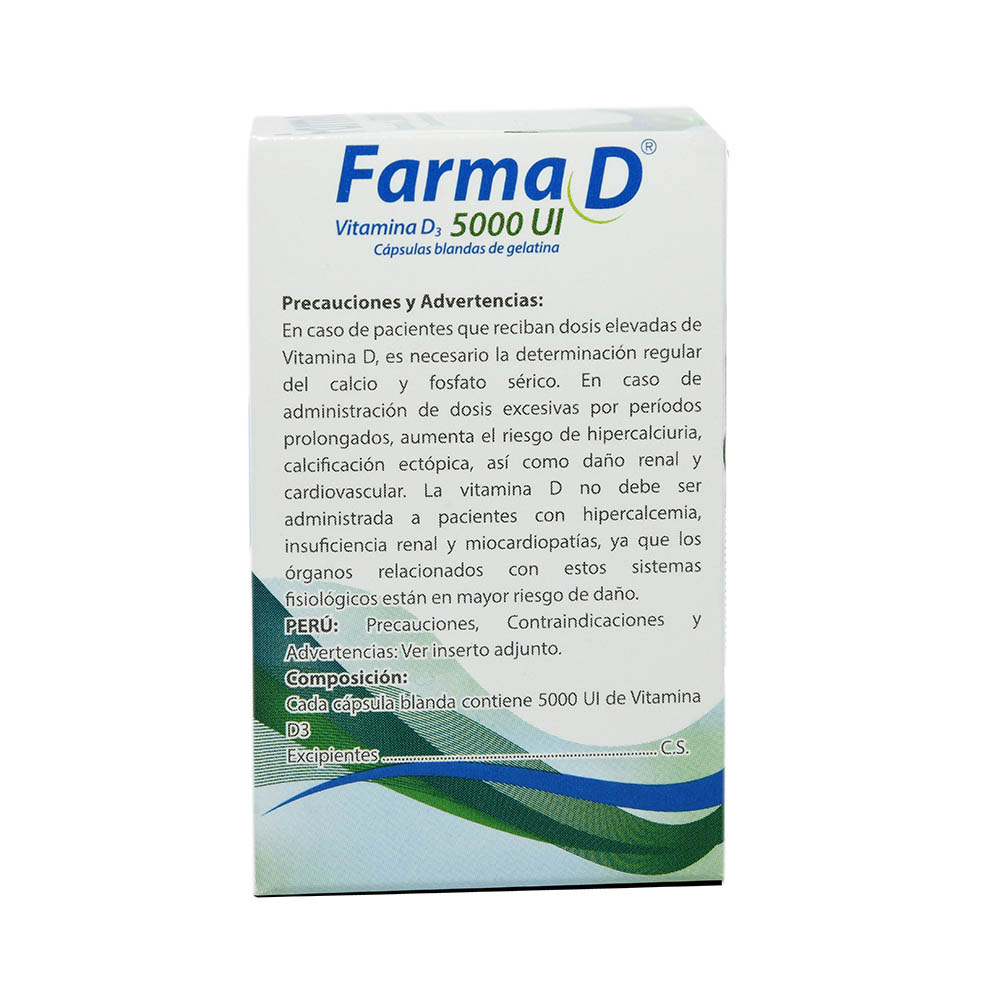 Farma D®
Vitamina D₃ 5000 UI
Cápsulas blandas de gelatina
Precauciones y Advertencias:
En caso de pacientes que reciban dosis elevadas de
Vitamina D, es necesario la determinación regular
del calcio y fosfato sérico. En caso de
administración de dosis excesivas por períodos
prolongados, aumenta el riesgo de hipercalciuria,
calcificación ectópica, así como daño renal y
cardiovascular. La vitamina D no debe ser
administrada a pacientes con hipercalcemia,
insuficiencia renal y miocardiopatías, ya que los
órganos relacionados con estos sistemas
fisiológicos están en mayor riesgo de daño.
PERÚ: Precauciones, Contraindicaciones y
Advertencias: Ver inserto adjunto.
Composición:
Cada cápsula blanda contiene 5000 UI de Vitamina
D3
Excipientes ............................................................ C.S.